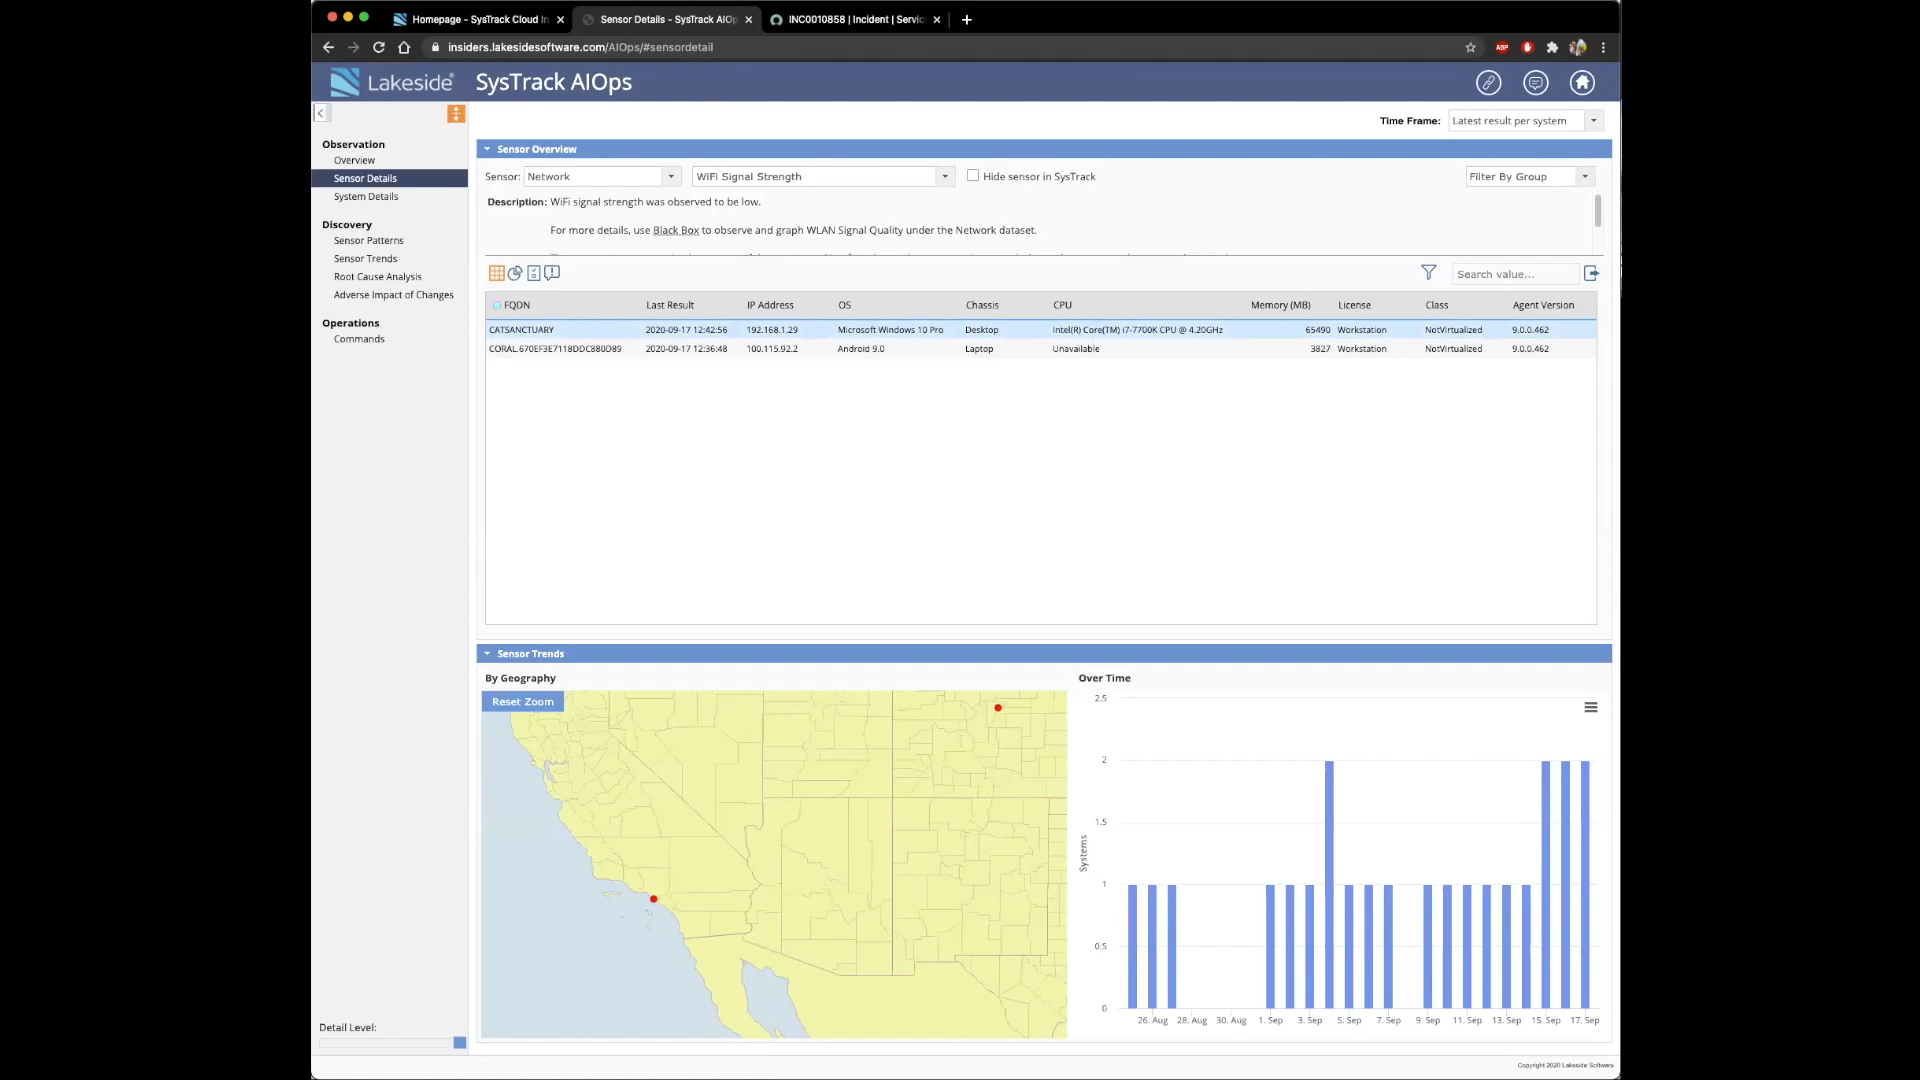 Homepage - SysTrack Cloud In
Sensor Details - SysTrack AIOp
INC0010858 | Incident | Servic
insiders.lakesidesoftware.com/AIOps/#sensordetail
ABP
Lakeside®
SysTrack AIOps
Time Frame: Latest result per system
Observation
Overview
Sensor Details
System Details
Discovery
Sensor Patterns
Sensor Trends
Root Cause Analysis
Adverse Impact of Changes
Operations
Commands
Detail Level:
Sensor Overview
Sensor: Network WiFi Signal Strength Hide sensor in SysTrack Filter By Group
Description: WiFi signal strength was observed to be low.
For more details, use Black Box to observe and graph WLAN Signal Quality under the Network dataset.
Search value...
FQDN Last Result IP Address OS Chassis CPU Memory (MB) License Class Agent Version
CATSANCTUARY 2020-09-17 12:42:56 192.168.1.29 Microsoft Windows 10 Pro Desktop Intel(R) Core(TM) i7-7700K CPU @ 4.20GHz 65490 Workstation NotVirtualized 9.0.0.462
CORAL.670EF3E7118DDC880D89 2020-09-17 12:36:48 100.115.92.2 Android 9.0 Laptop Unavailable 3827 Workstation NotVirtualized 9.0.0.462
Sensor Trends
By Geography
Reset Zoom
Over Time
2.5
2
1.5
1
0.5
0
Systems
26. Aug 28. Aug 30. Aug 1. Sep 3. Sep 5. Sep 7. Sep 9. Sep 11. Sep 13. Sep 15. Sep 17. Sep
Copyright 2020 Lakeside Software